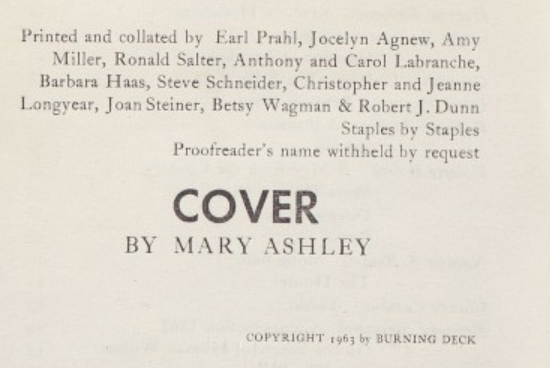 Printed and collated by Earl Prahl, Jocelyn Agnew, Amy
Miller, Ronald Salter, Anthony and Carol Labranche,
Barbara Haas, Steve Schneider, Christopher and Jeanne
Longyear, Joan Steiner, Betsy Wagman & Robert J. Dunn
Staples by Staples
Proofreader's name withheld by request
COVER
BY MARY ASHLEY
COPYRIGHT 1963 by BURNING DECK